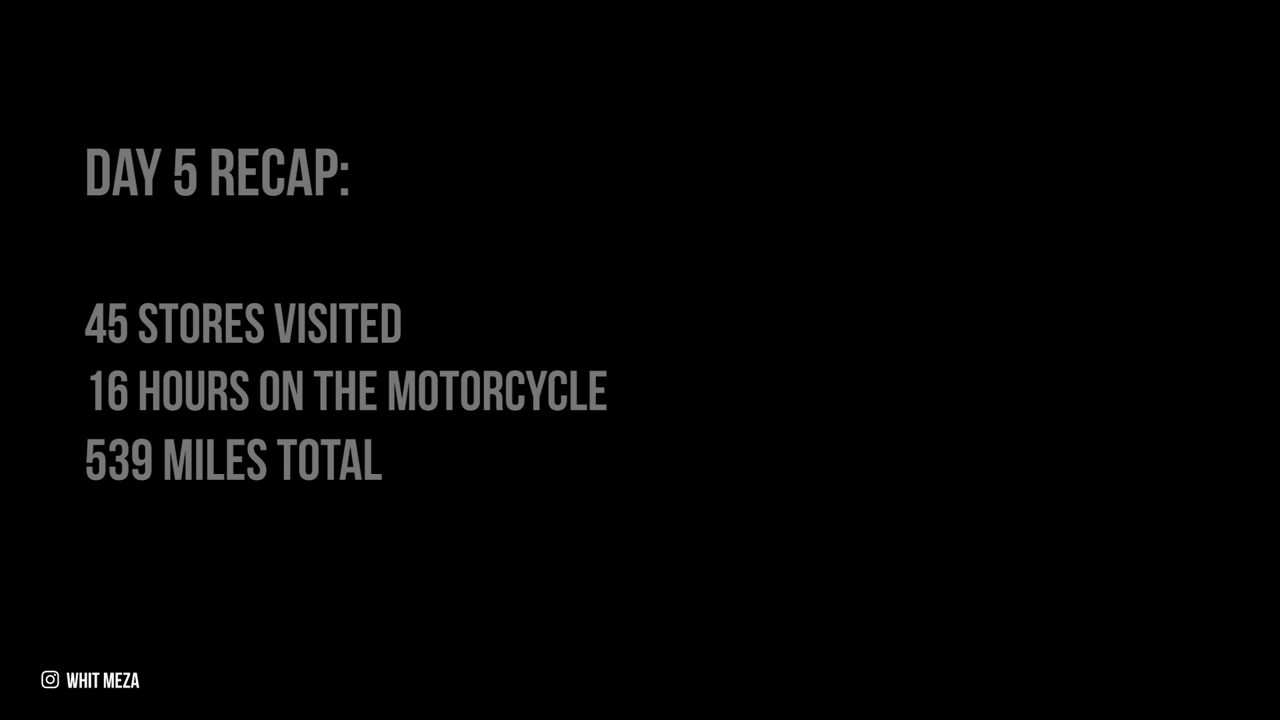 DAY 5 RECAP:
45 STORES VISITED
16 HOURS ON THE MOTORCYCLE
539 MILES TOTAL
WHIT MEZA